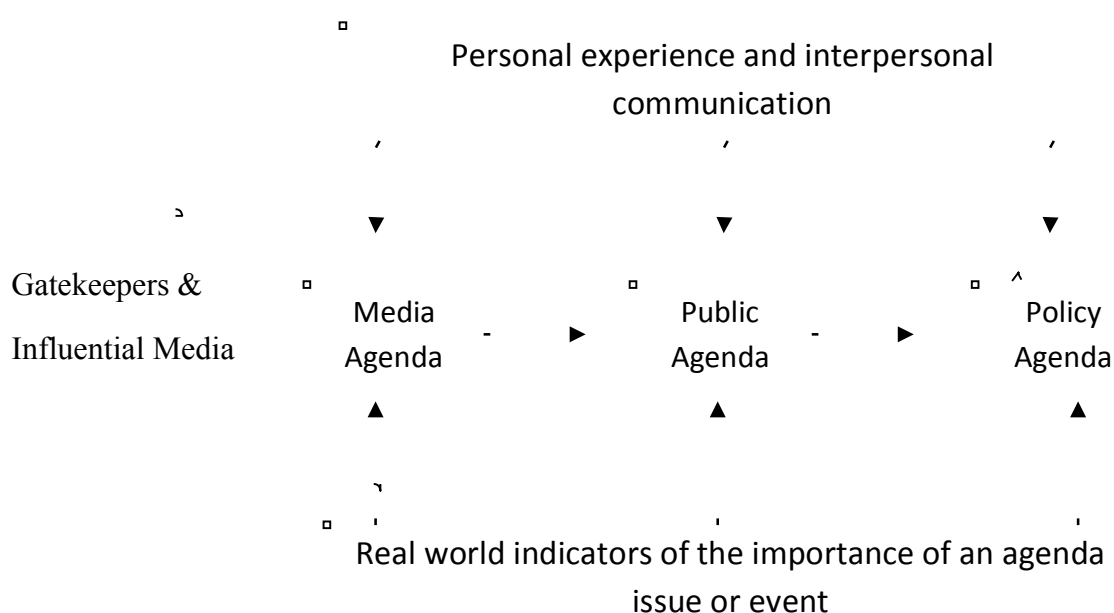 Personal experience and interpersonal
communication
Gatekeepers &
Influential Media
Media
Agenda
Public
Agenda
Policy
Agenda
Real world indicators of the importance of an agenda
issue or event